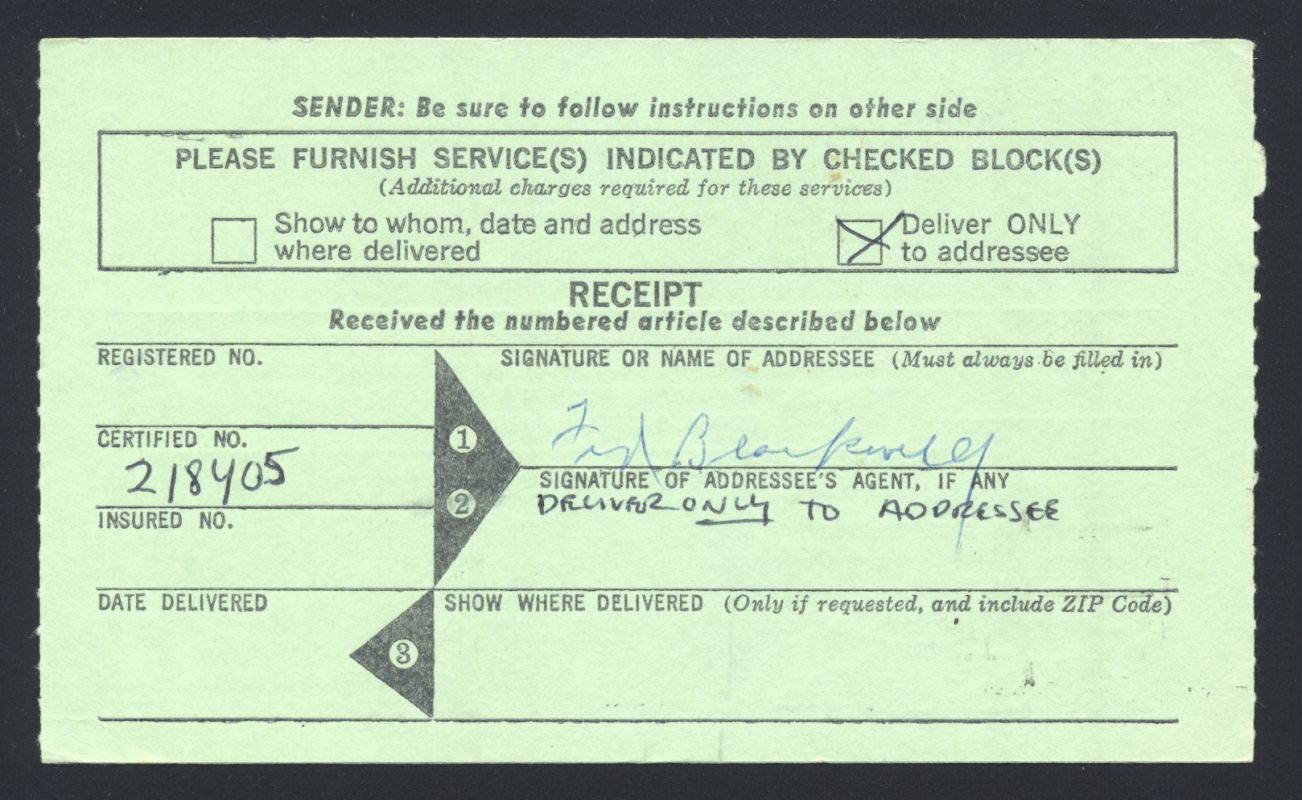 SENDER: Be sure to follow instructions on other side
PLEASE FURNISH SERVICE(S) INDICATED BY CHECKED BLOCK(S)
(Additional charges required for these services)
Show to whom, date and address
where delivered
Deliver ONLY
to addressee
RECEIPT
Received the numbered article described below
REGISTERED NO.
CERTIFIED NO.
218405
INSURED NO.
DATE DELIVERED
1
2
3
SIGNATURE OR NAME OF ADDRESSEE (Must always be filled in)
Blackwell
SIGNATURE OF ADDRESSEE'S AGENT, IF ANY
DELIVER ONLY TO ADDRESSEE
SHOW WHERE DELIVERED (Only if requested, and include ZIP Code)